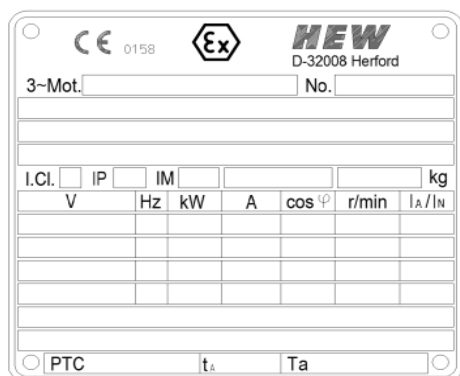 CE 0158 Ex HEW
D-32008 Herford
3~Mot. No.
I.Cl. IP IM kg
V Hz kW A cos φ r/min IA/IN
PTC tA Ta